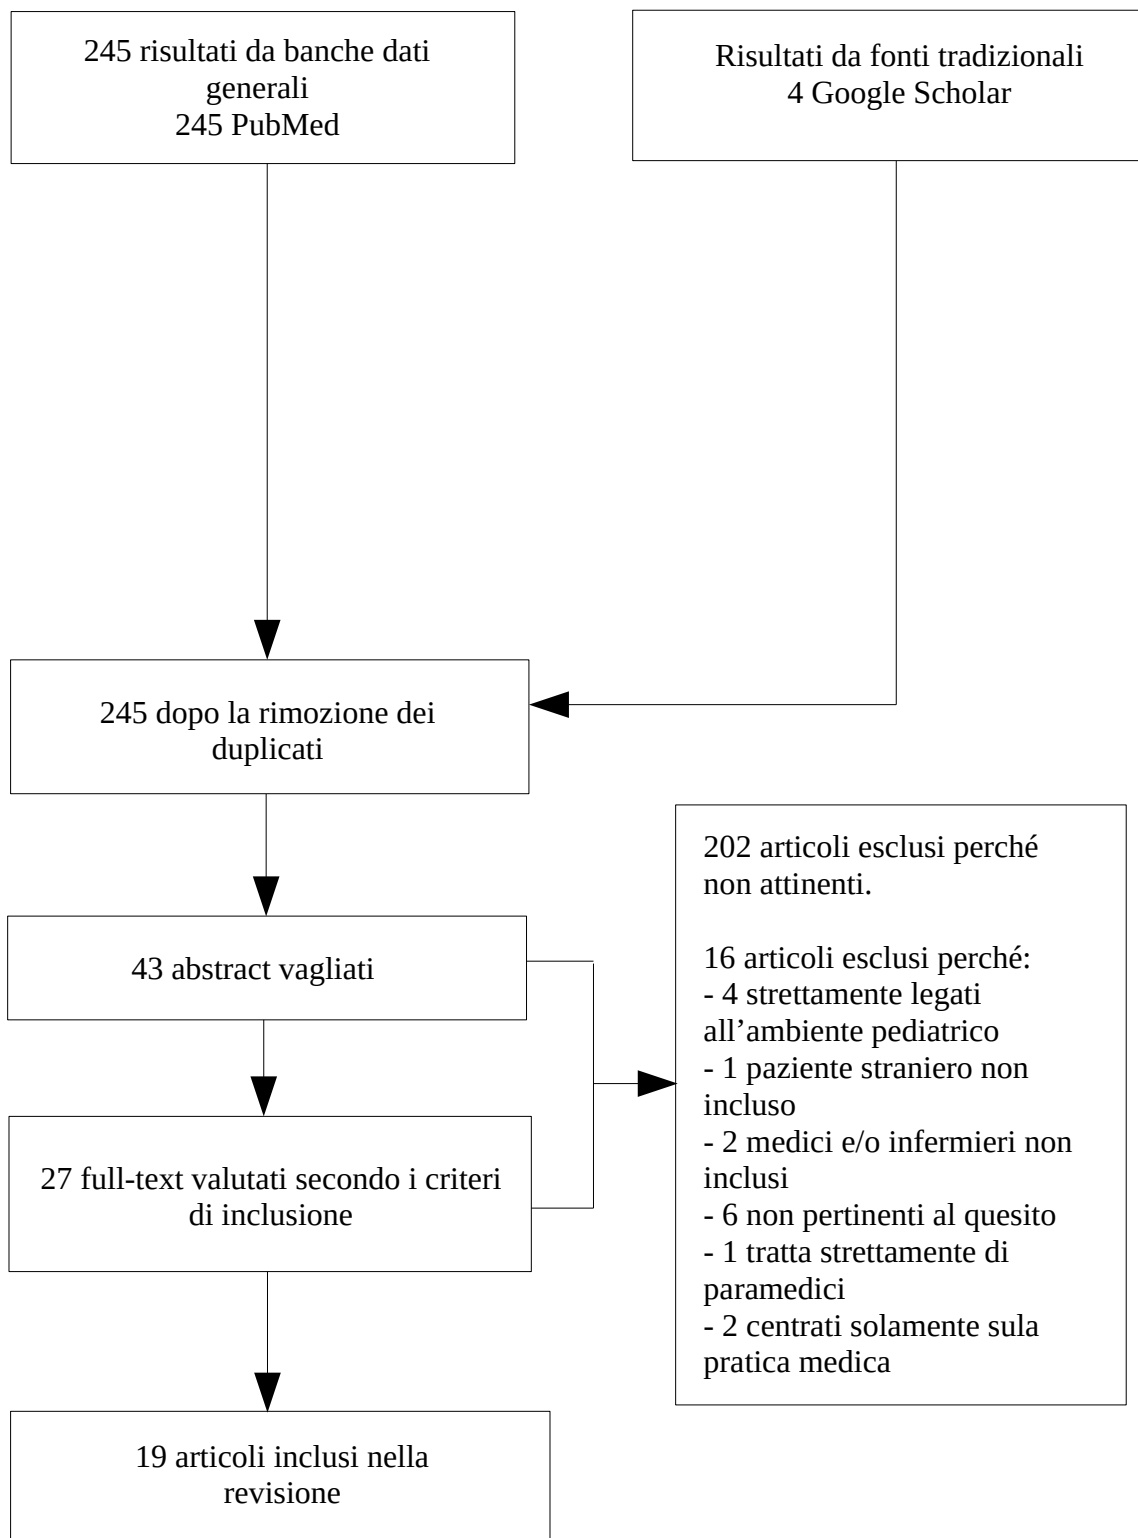 245 risultati da banche dati
generali
245 PubMed
Risultati da fonti tradizionali
4 Google Scholar
245 dopo la rimozione dei
duplicati
43 abstract vagliati
27 full-text valutati secondo i criteri
di inclusione
202 articoli esclusi perché
non attinenti.
16 articoli esclusi perché:
- 4 strettamente legati
all’ambiente pediatrico
- 1 paziente straniero non
incluso
- 2 medici e/o infermieri non
inclusi
- 6 non pertinenti al quesito
- 1 tratta strettamente di
paramedici
- 2 centrati solamente sula
pratica medica
19 articoli inclusi nella
revisione